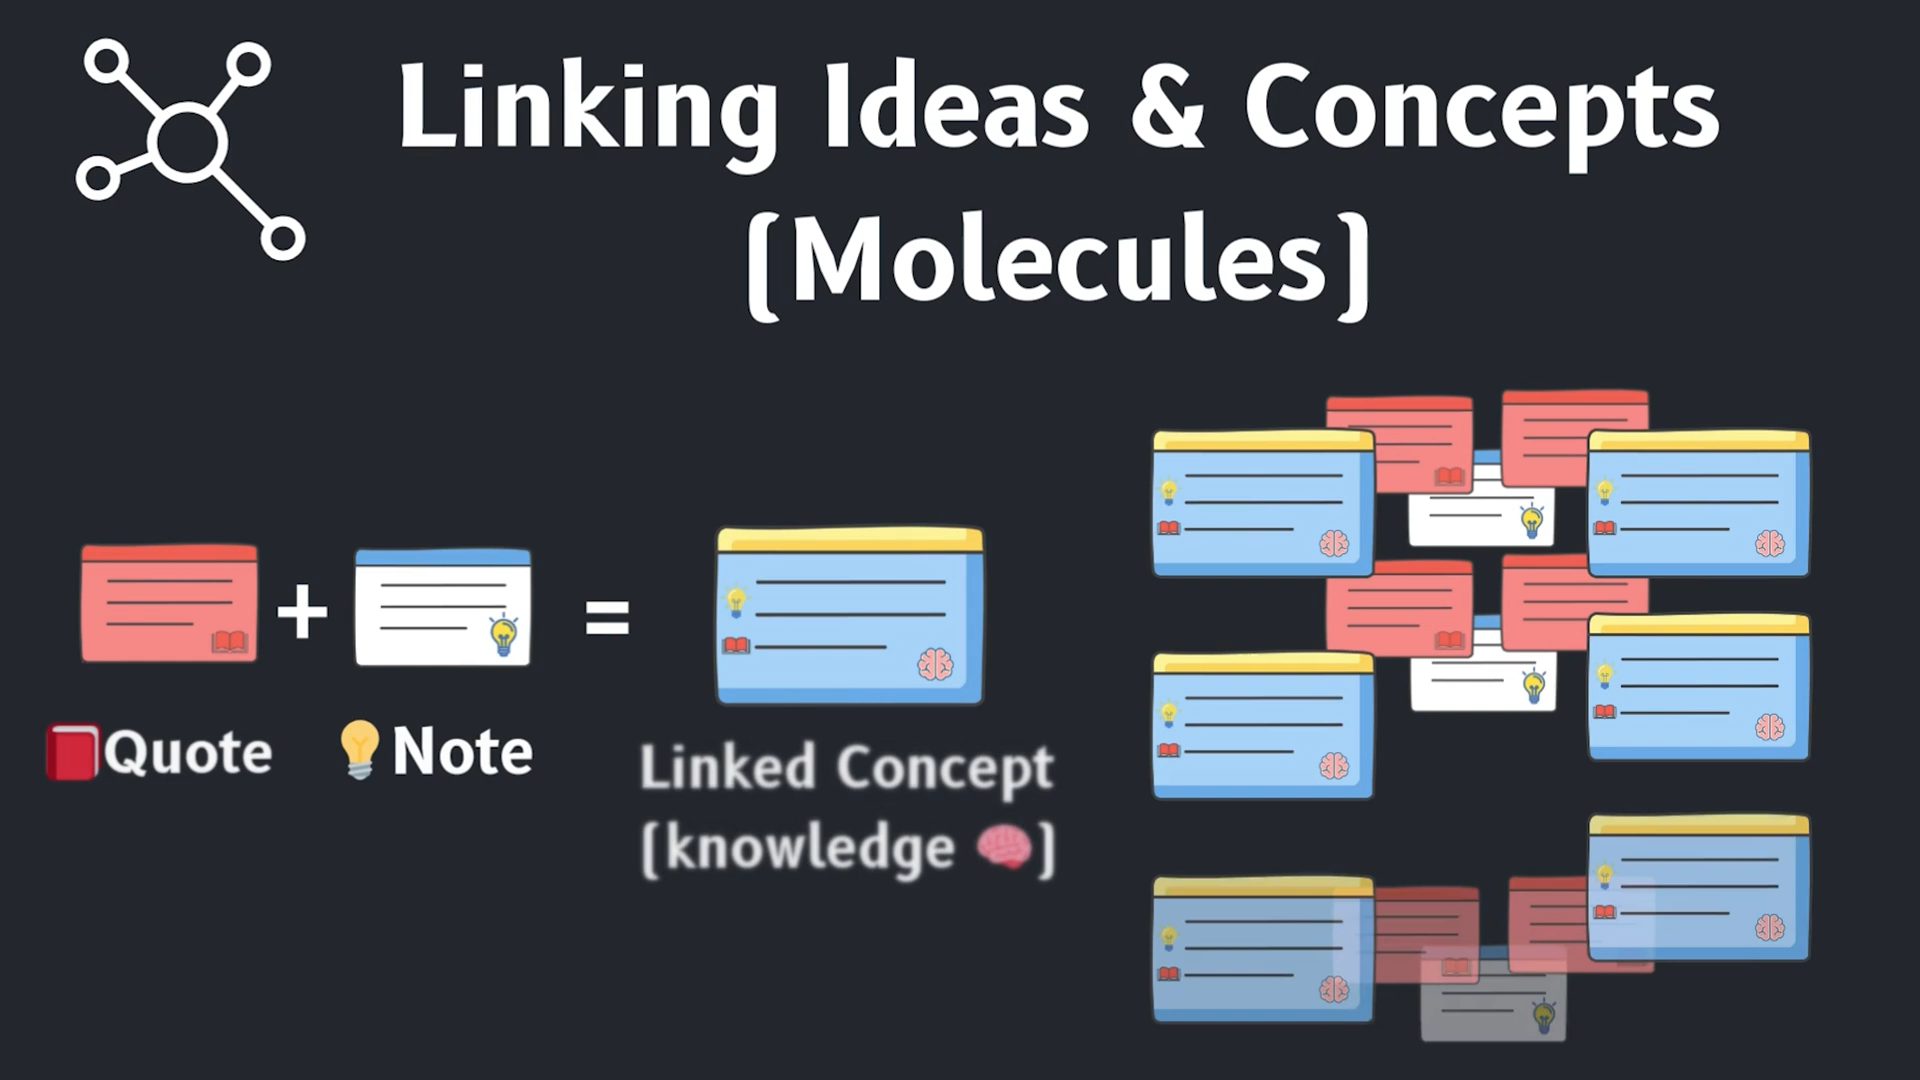 Linking Ideas & Concepts
(Molecules)
+
=
Quote
Note
Linked Concept
(knowledge 🧠)